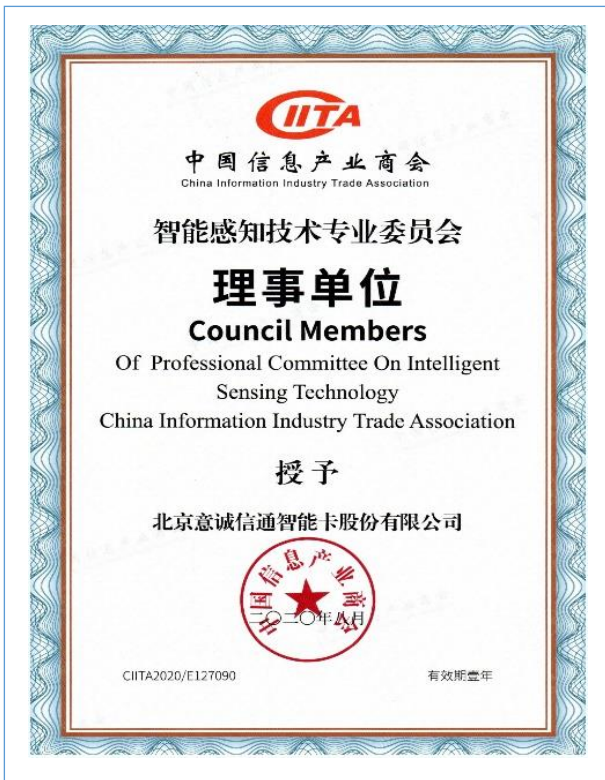 CIITA
中国信息产业商会
China Information Industry Trade Association
智能感知技术专业委员会
理事单位
Council Members
Of Professional Committee On Intelligent
Sensing Technology
China Information Industry Trade Association
授予
北京意诚信通智能卡股份有限公司
中国信息产业商会
二〇二〇年八月
CIITA2020/E127090
有效期壹年